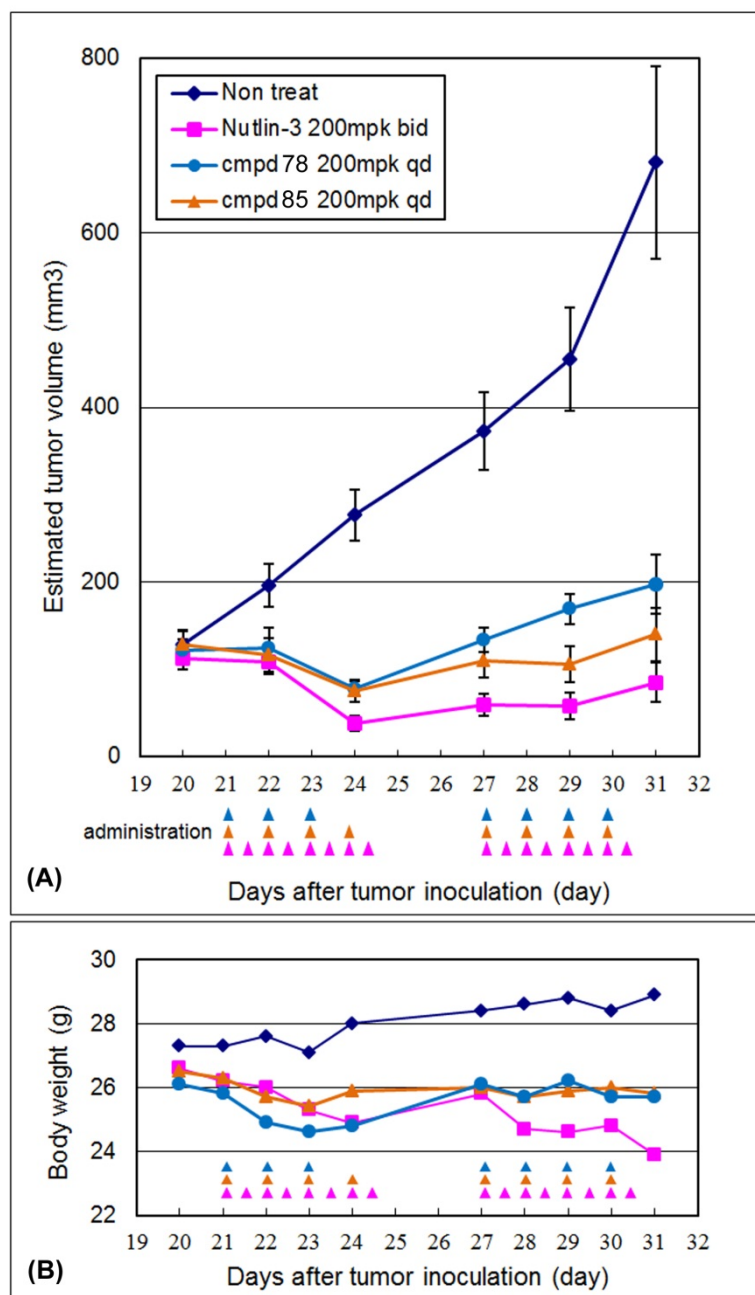 800
Non treat
Nutlin-3 200mpk bid
cmpd 78 200mpk qd
cmpd 85 200mpk qd
600
Estimated tumor volume (mm3)
400
200
0
19 20 21 22 23 24 25 26 27 28 29 30 31 32
administration
(A)
Days after tumor inoculation (day)
30
28
Body weight (g)
26
24
22
19 20 21 22 23 24 25 26 27 28 29 30 31 32
(B)
Days after tumor inoculation (day)